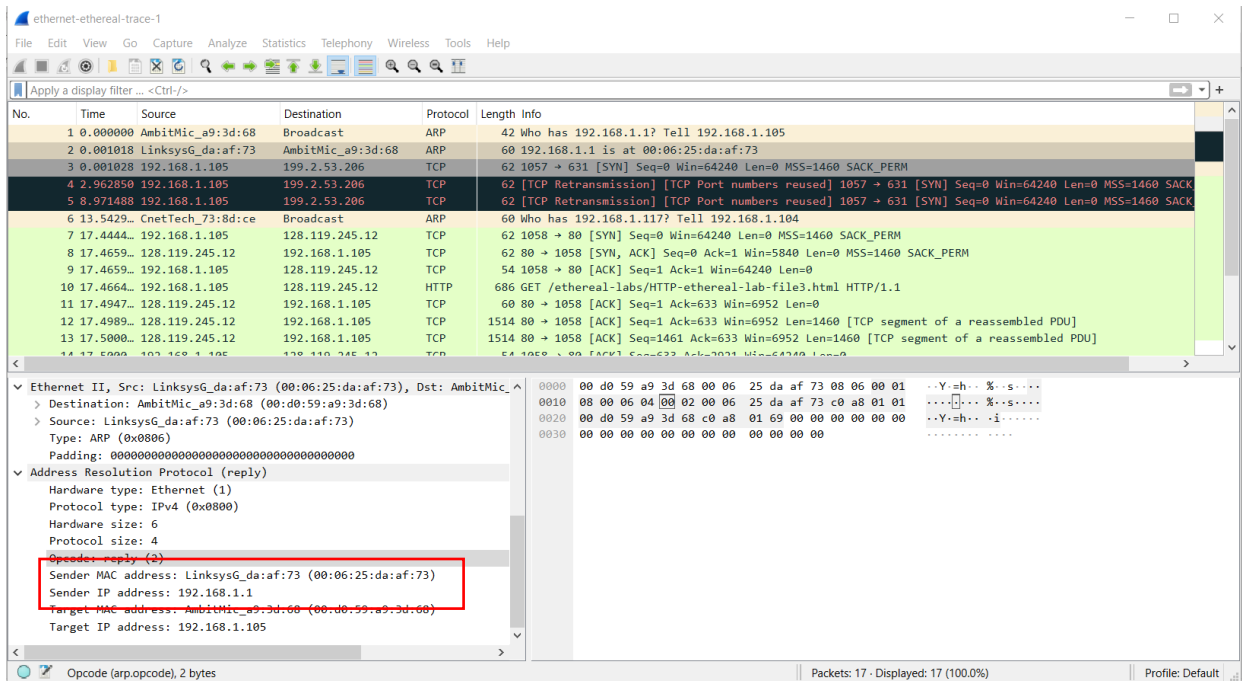 ethernet-ethereal-trace-1
File Edit View Go Capture Analyze Statistics Telephony Wireless Tools Help
Apply a display filter ... <Ctrl-/>
No. Time Source Destination Protocol Length Info
1 0.000000 AmbitMic_a9:3d:68 Broadcast ARP 42 Who has 192.168.1.1? Tell 192.168.1.105
2 0.001018 LinksysG_da:af:73 AmbitMic_a9:3d:68 ARP 60 192.168.1.1 is at 00:06:25:da:af:73
3 0.001028 192.168.1.105 199.2.53.206 TCP 62 1057 → 631 [SYN] Seq=0 Win=64240 Len=0 MSS=1460 SACK_PERM
4 2.962850 192.168.1.105 199.2.53.206 TCP 62 [TCP Retransmission] [TCP Port numbers reused] 1057 → 631 [SYN] Seq=0 Win=64240 Len=0 MSS=1460 SACK
5 8.971488 192.168.1.105 199.2.53.206 TCP 62 [TCP Retransmission] [TCP Port numbers reused] 1057 → 631 [SYN] Seq=0 Win=64240 Len=0 MSS=1460 SACK
6 13.5429… CnetTech_73:8d:ce Broadcast ARP 60 Who has 192.168.1.117? Tell 192.168.1.104
7 17.4444… 192.168.1.105 128.119.245.12 TCP 62 1058 → 80 [SYN] Seq=0 Win=64240 Len=0 MSS=1460 SACK_PERM
8 17.4659… 128.119.245.12 192.168.1.105 TCP 62 80 → 1058 [SYN, ACK] Seq=0 Ack=1 Win=5840 Len=0 MSS=1460 SACK_PERM
9 17.4659… 192.168.1.105 128.119.245.12 TCP 54 1058 → 80 [ACK] Seq=1 Ack=1 Win=64240 Len=0
10 17.4664… 192.168.1.105 128.119.245.12 HTTP 686 GET /ethereal-labs/HTTP-ethereal-lab-file3.html HTTP/1.1
11 17.4947… 128.119.245.12 192.168.1.105 TCP 60 80 → 1058 [ACK] Seq=1 Ack=633 Win=6952 Len=0
12 17.4989… 128.119.245.12 192.168.1.105 TCP 1514 80 → 1058 [ACK] Seq=1 Ack=633 Win=6952 Len=1460 [TCP segment of a reassembled PDU]
13 17.5000… 128.119.245.12 192.168.1.105 TCP 1514 80 → 1058 [ACK] Seq=1461 Ack=633 Win=6952 Len=1460 [TCP segment of a reassembled PDU]
14 17.5000… 192.168.1.105 128.119.245.12 TCP 54 1058 → 80 [ACK] Seq=633 Ack=2921 Win=64240 Len=0
Ethernet II, Src: LinksysG_da:af:73 (00:06:25:da:af:73), Dst: AmbitMic_
Destination: AmbitMic_a9:3d:68 (00:d0:59:a9:3d:68)
Source: LinksysG_da:af:73 (00:06:25:da:af:73)
Type: ARP (0x0806)
Padding: 000000000000000000000000000000000000
Address Resolution Protocol (reply)
Hardware type: Ethernet (1)
Protocol type: IPv4 (0x0800)
Hardware size: 6
Protocol size: 4
Opcode: reply (2)
Sender MAC address: LinksysG_da:af:73 (00:06:25:da:af:73)
Sender IP address: 192.168.1.1
Target MAC address: AmbitMic_a9:3d:68 (00:d0:59:a9:3d:68)
Target IP address: 192.168.1.105
0000 00 d0 59 a9 3d 68 00 06 25 da af 73 08 06 00 01 ··Y·=h·· %··s····
0010 08 00 06 04 00 02 00 06 25 da af 73 c0 a8 01 01 ········ %··s····
0020 00 d0 59 a9 3d 68 c0 a8 01 69 00 00 00 00 00 00 ··Y·=h·· ·i······
0030 00 00 00 00 00 00 00 00 00 00 00 00 ········ ····
Opcode (arp.opcode), 2 bytes
Packets: 17 · Displayed: 17 (100.0%)
Profile: Default